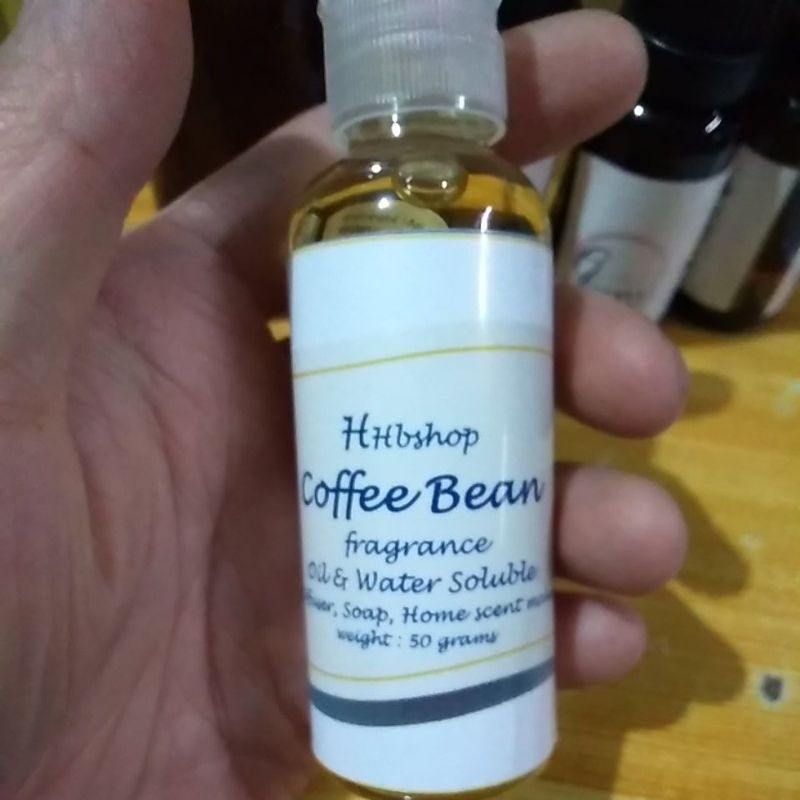 HHbshop
Coffee Bean
fragrance
Oil & Water Soluble
Soap, Home scent
weight : 50 grams